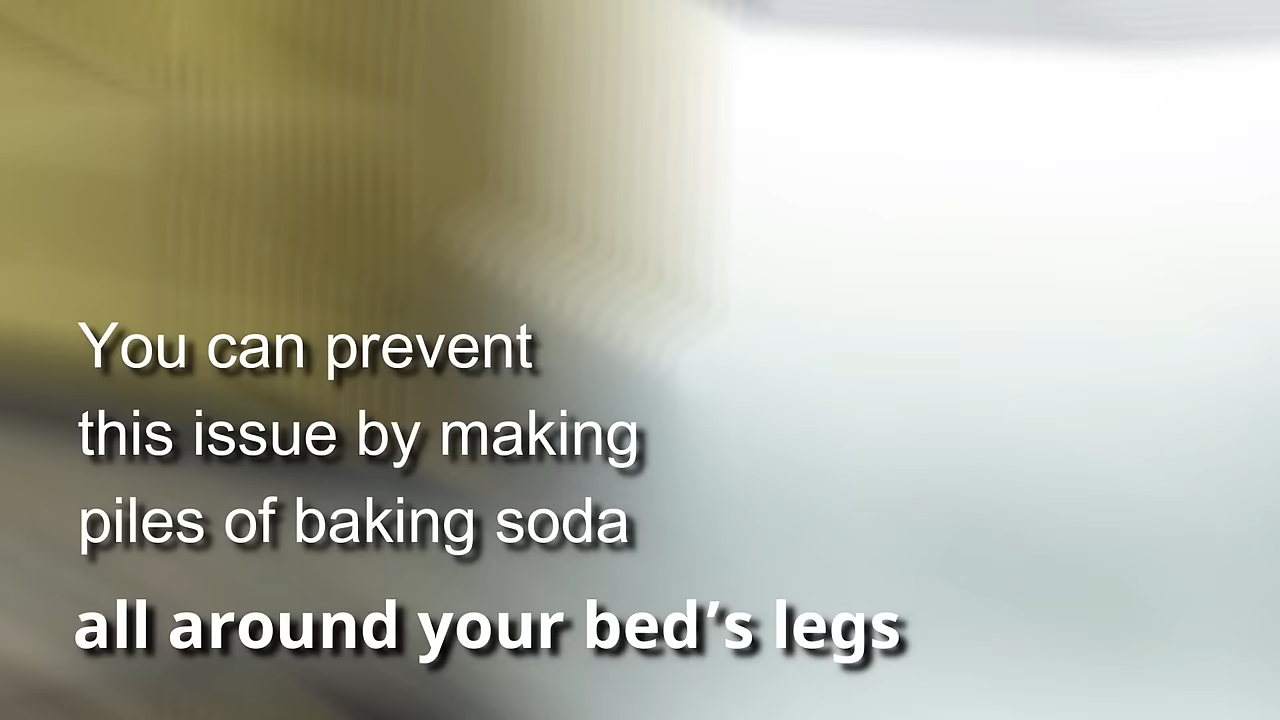 You can prevent
this issue by making
piles of baking soda
all around your bed’s legs